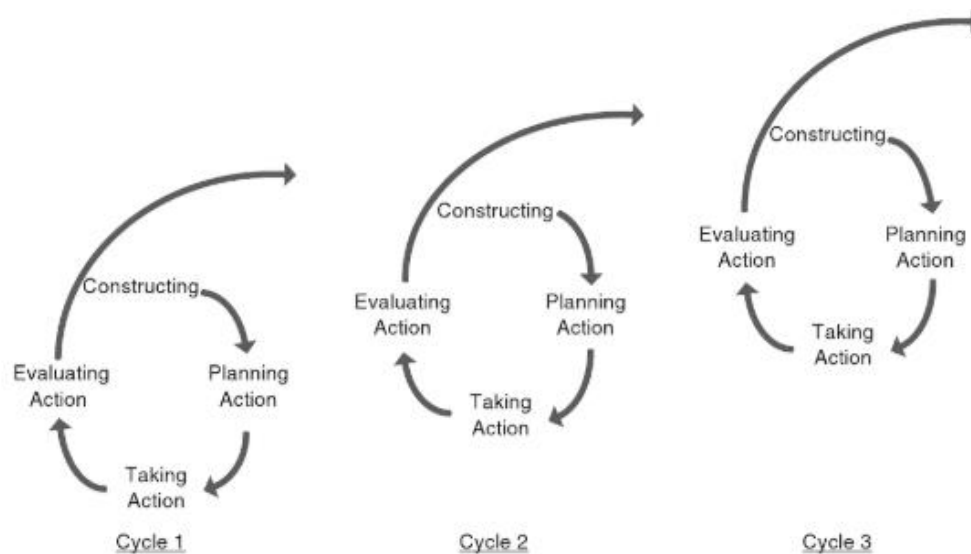 Constructing
Evaluating
Action
Planning
Action
Taking
Action
Cycle 1
Constructing
Evaluating
Action
Planning
Action
Taking
Action
Cycle 2
Constructing
Evaluating
Action
Planning
Action
Taking
Action
Cycle 3